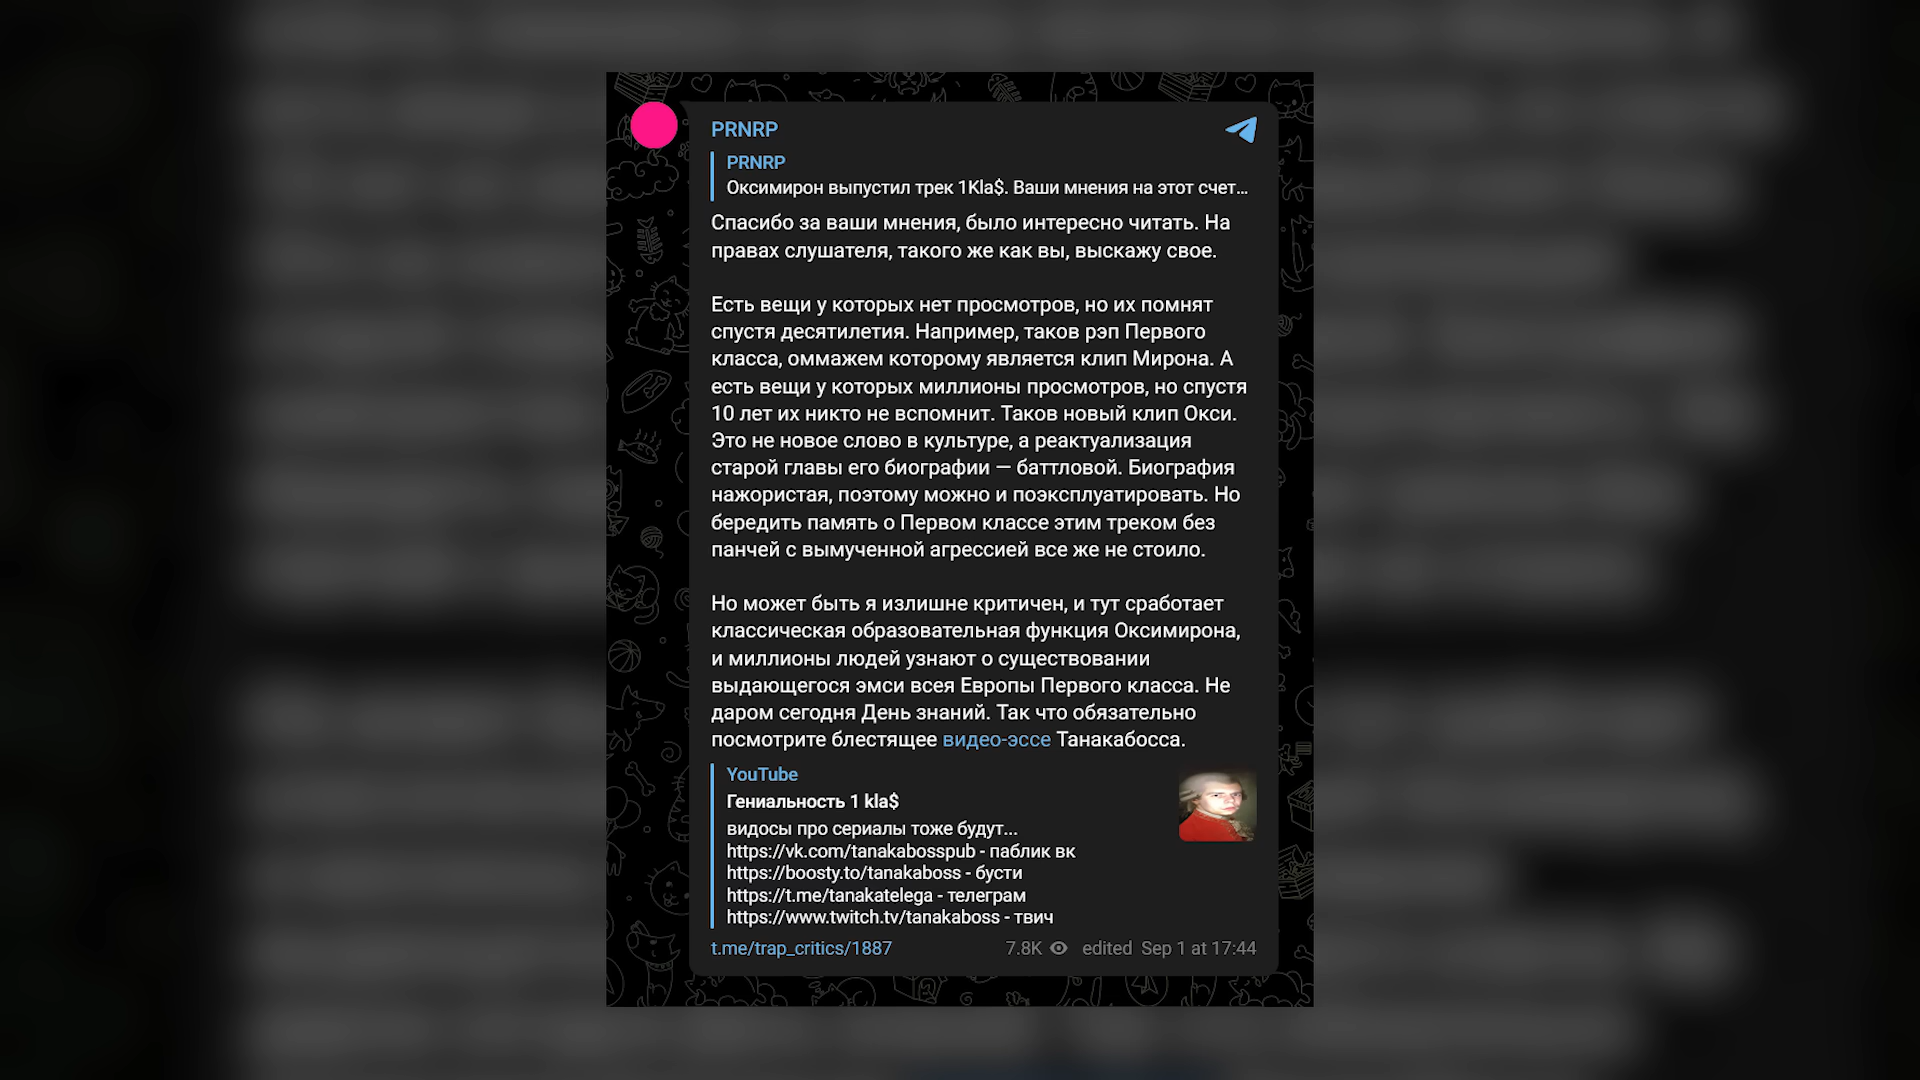 PRNRP
PRNRP
Оксимирон выпустил трек 1Kla$. Ваши мнения на этот счет...
Спасибо за ваши мнения, было интересно читать. На
правах слушателя, такого же как вы, выскажу свое.
Есть вещи у которых нет просмотров, но их помнят
спустя десятилетия. Например, таков рэп Первого
класса, оммажем которому является клип Мирона. А
есть вещи у которых миллионы просмотров, но спустя
10 лет их никто не вспомнит. Таков новый клип Окси.
Это не новое слово в культуре, а реактуализация
старой главы его биографии — баттловой. Биография
нажористая, поэтому можно и поэксплуатировать. Но
бередить память о Первом классе этим треком без
панчей с вымученной агрессией все же не стоило.
Но может быть я излишне критичен, и тут сработает
классическая образовательная функция Оксимирона,
и миллионы людей узнают о существовании
выдающегося эмси всея Европы Первого класса. Не
даром сегодня День знаний. Так что обязательно
посмотрите блестящее видео-эссе Танакабосса.
YouTube
Гениальность 1 kla$
видосы про сериалы тоже будут...
https://vk.com/tanakabosspub - паблик вк
https://boosty.to/tanakaboss - бусти
https://t.me/tanakatelega - телеграм
https://www.twitch.tv/tanakaboss - твич
t.me/trap_critics/1887 7.8K edited Sep 1 at 17:44